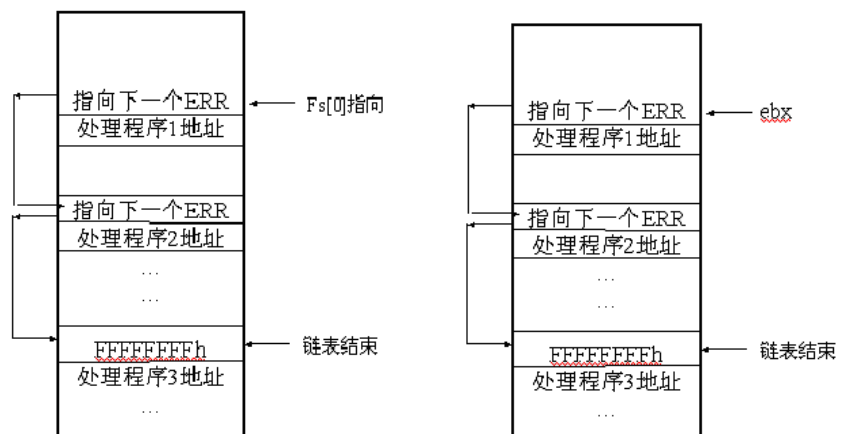 指向下一个ERR
Fs[0]指向
处理程序1地址
指向下一个ERR
处理程序2地址
...
...
FFFFFFFFh
链表结束
处理程序3地址
...
指向下一个ERR
ebx
处理程序1地址
指向下一个ERR
处理程序2地址
...
...
FFFFFFFFh
链表结束
处理程序3地址
...